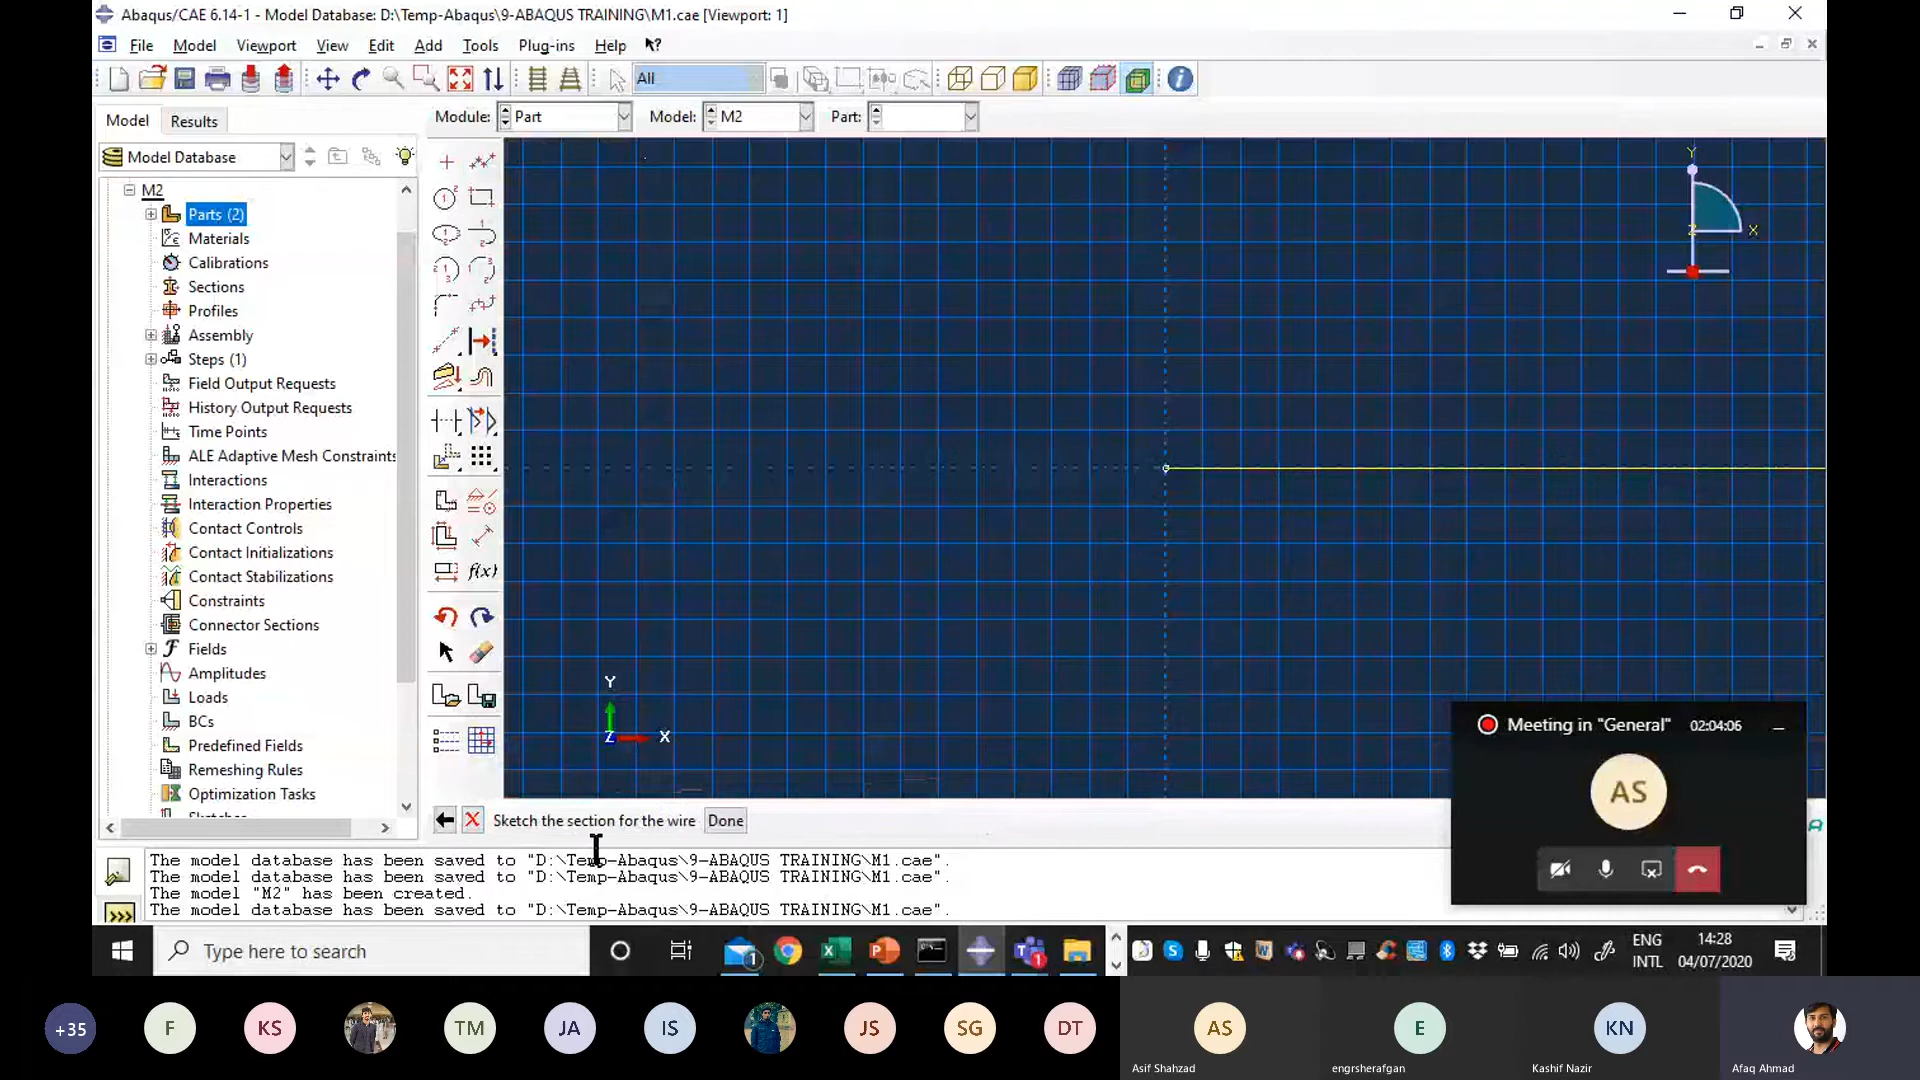 Abaqus/CAE 6.14-1 - Model Database: D:\Temp-Abaqus\9-ABAQUS TRAINING\M1.cae [Viewport: 1]
File Model Viewport View Edit Add Tools Plug-ins Help
All
Model Results
Module: Part Model: M2 Part:
Model Database
M2
Parts (2)
Materials
Calibrations
Sections
Profiles
Assembly
Steps (1)
Field Output Requests
History Output Requests
Time Points
ALE Adaptive Mesh Constraints
Interactions
Interaction Properties
Contact Controls
Contact Initializations
Contact Stabilizations
Constraints
Connector Sections
Fields
Amplitudes
Loads
BCs
Predefined Fields
Remeshing Rules
Optimization Tasks
f(x)
Y
Z X
Y
Z X
Sketch the section for the wire Done
The model database has been saved to "D:\Temp-Abaqus\9-ABAQUS TRAINING\M1.cae".
The model database has been saved to "D:\Temp-Abaqus\9-ABAQUS TRAINING\M1.cae".
The model "M2" has been created.
The model database has been saved to "D:\Temp-Abaqus\9-ABAQUS TRAINING\M1.cae".
Meeting in "General" 02:04:06
AS
Type here to search
ENG
INTL
14:28
04/07/2020
+35 F KS TM JA IS JS SG DT AS E KN
Asif Shahzad engrsherafgan Kashif Nazir Afaq Ahmad